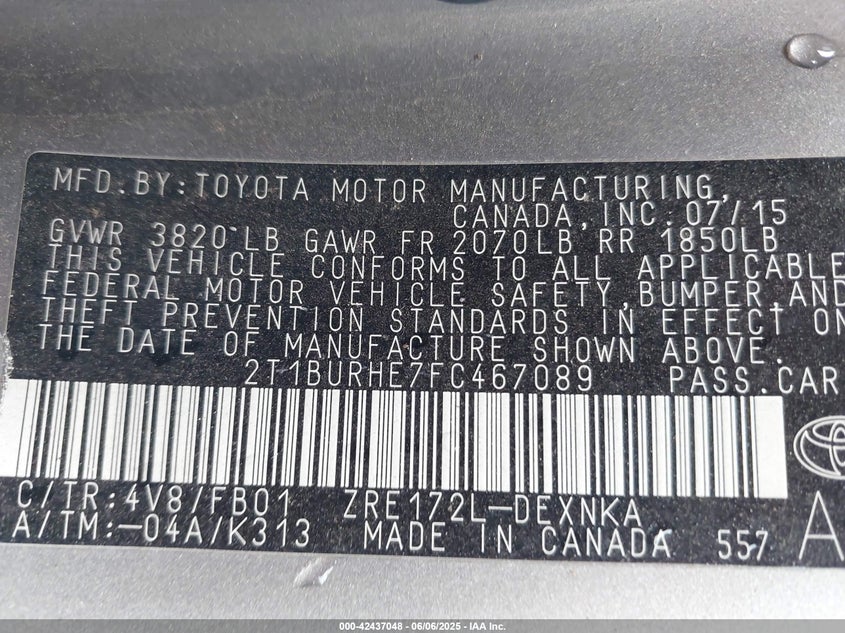 MFD.BY:TOYOTA MOTOR MANUFACTURING,
CANADA,INC.07/15
GVWR 3820 LB GAWR FR 2070LB RR 1850LB
THIS VEHICLE CONFORMS TO ALL APPLICABLE
FEDERAL MOTOR VEHICLE SAFETY,BUMPER,AND
THEFT PREVENTION STANDARDS IN EFFECT ON
THE DATE OF MANUFACTURE SHOWN ABOVE.
2T1BURHE7FC467089 PASS.CAR
C/TR:4V8/FB01 ZRE172L-DEXNKA
A/TM:-04A/K313 MADE IN CANADA 557 A
000-42437048 - 06/06/2025 - IAA Inc.